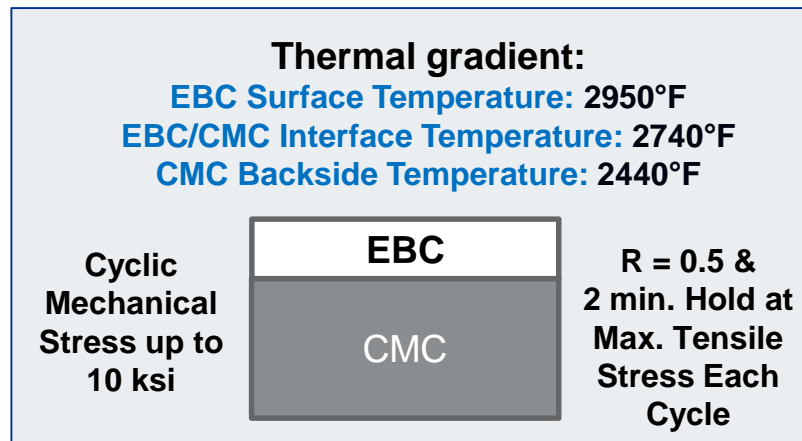 Thermal gradient:
EBC Surface Temperature: 2950°F
EBC/CMC Interface Temperature: 2740°F
CMC Backside Temperature: 2440°F
Cyclic
Mechanical
Stress up to
10 ksi
EBC
CMC
R = 0.5 &
2 min. Hold at
Max. Tensile
Stress Each
Cycle